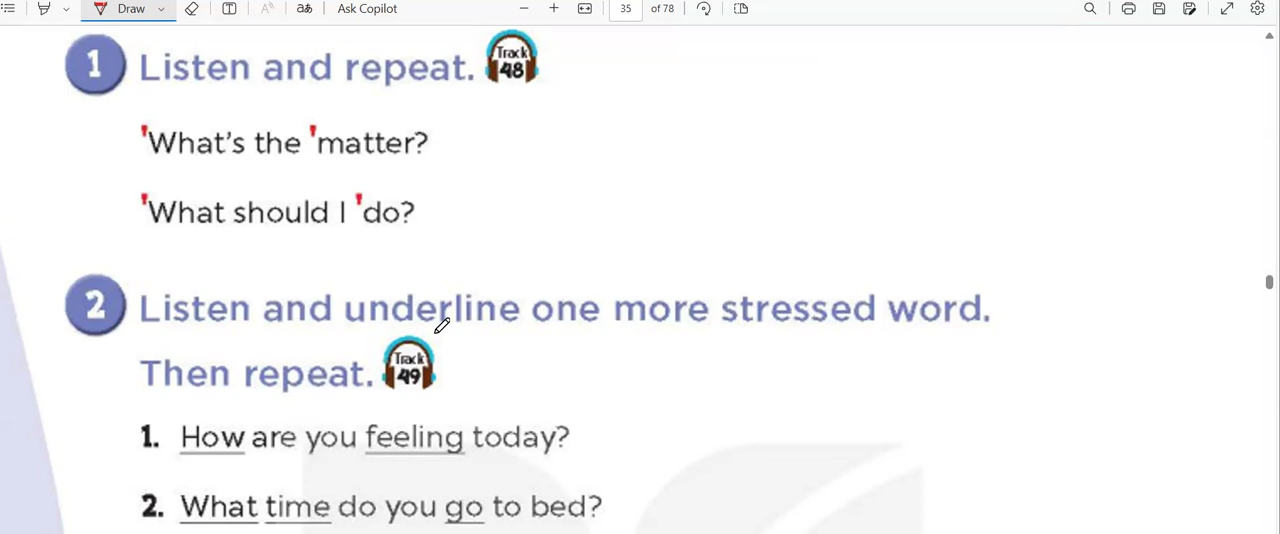 Draw
Ask Copilot
35 of 78
1 Listen and repeat. Track 48
'What's the 'matter?
'What should I 'do?
2 Listen and underline one more stressed word.
Then repeat. Track 49
1. How are you feeling today?
2. What time do you go to bed?